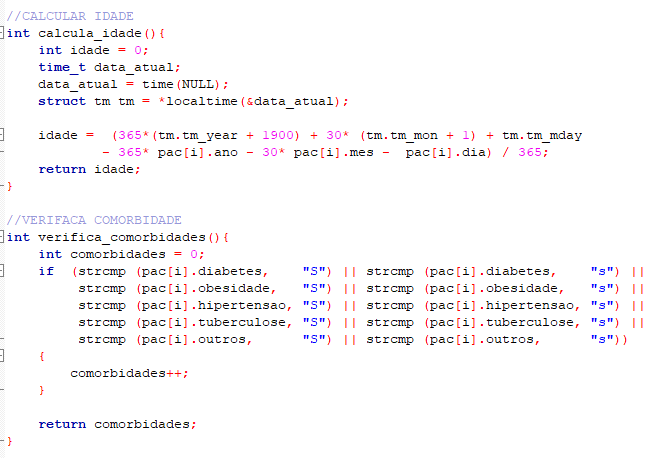 //CALCULAR IDADE
int calcula_idade(){
    int idade = 0;
    time_t data_atual;
    data_atual = time(NULL);
    struct tm tm = *localtime(&data_atual);

    idade =  (365*(tm.tm_year + 1900) + 30* (tm.tm_mon + 1) + tm.tm_mday
            - 365* pac[i].ano - 30* pac[i].mes -  pac[i].dia) / 365;
    return idade;
}

//VERIFACA COMORBIDADE
int verifica_comorbidades(){
    int comorbidades = 0;
    if  (strcmp (pac[i].diabetes,    "S") || strcmp (pac[i].diabetes,    "s") ||
         strcmp (pac[i].obesidade,   "S") || strcmp (pac[i].obesidade,   "s") ||
         strcmp (pac[i].hipertensao, "S") || strcmp (pac[i].hipertensao, "s") ||
         strcmp (pac[i].tuberculose, "S") || strcmp (pac[i].tuberculose, "s") ||
         strcmp (pac[i].outros,      "S") || strcmp (pac[i].outros,      "s"))
    {
        comorbidades++;
    }

    return comorbidades;
}